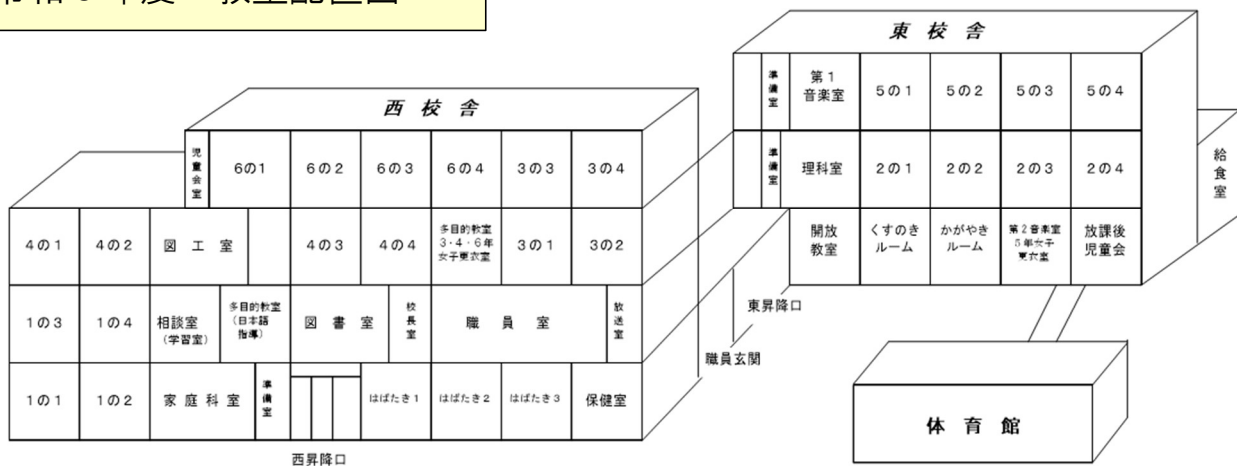 東 校 舎
準備室
第１
音楽室
５の１
５の２
５の３
５の４
準備室
理科室
２の１
２の２
２の３
２の４
開放
教室
くすのき
ルーム
かがやき
ルーム
第２音楽室
５年女子
更衣室
放課後
児童会
給食室
西 校 舎
児童会室
６の１
６の２
６の３
６の４
３の３
３の４
４の１
４の２
図 工 室
４の３
４の４
多目的教室
３・４・６年
女子更衣室
３の１
３の２
１の３
１の４
相談室
（学習室）
多目的教室
（日本語
指導）
図 書 室
校長室
職 員 室
放送室
１の１
１の２
家 庭 科 室
準備室
はばたき１
はばたき２
はばたき３
保健室
西昇降口
東昇降口
職員玄関
体 育 館